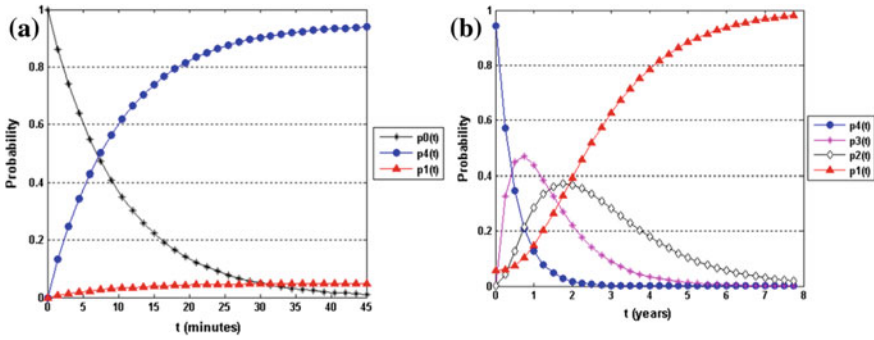 (a)
Probability
1
0.8
0.6
0.4
0.2
0
0 5 10 15 20 25 30 35 40 45
t (minutes)
p0(t)
p4(t)
p1(t)
(b)
Probability
1
0.8
0.6
0.4
0.2
0
0 1 2 3 4 5 6 7 8
t (years)
p4(t)
p3(t)
p2(t)
p1(t)